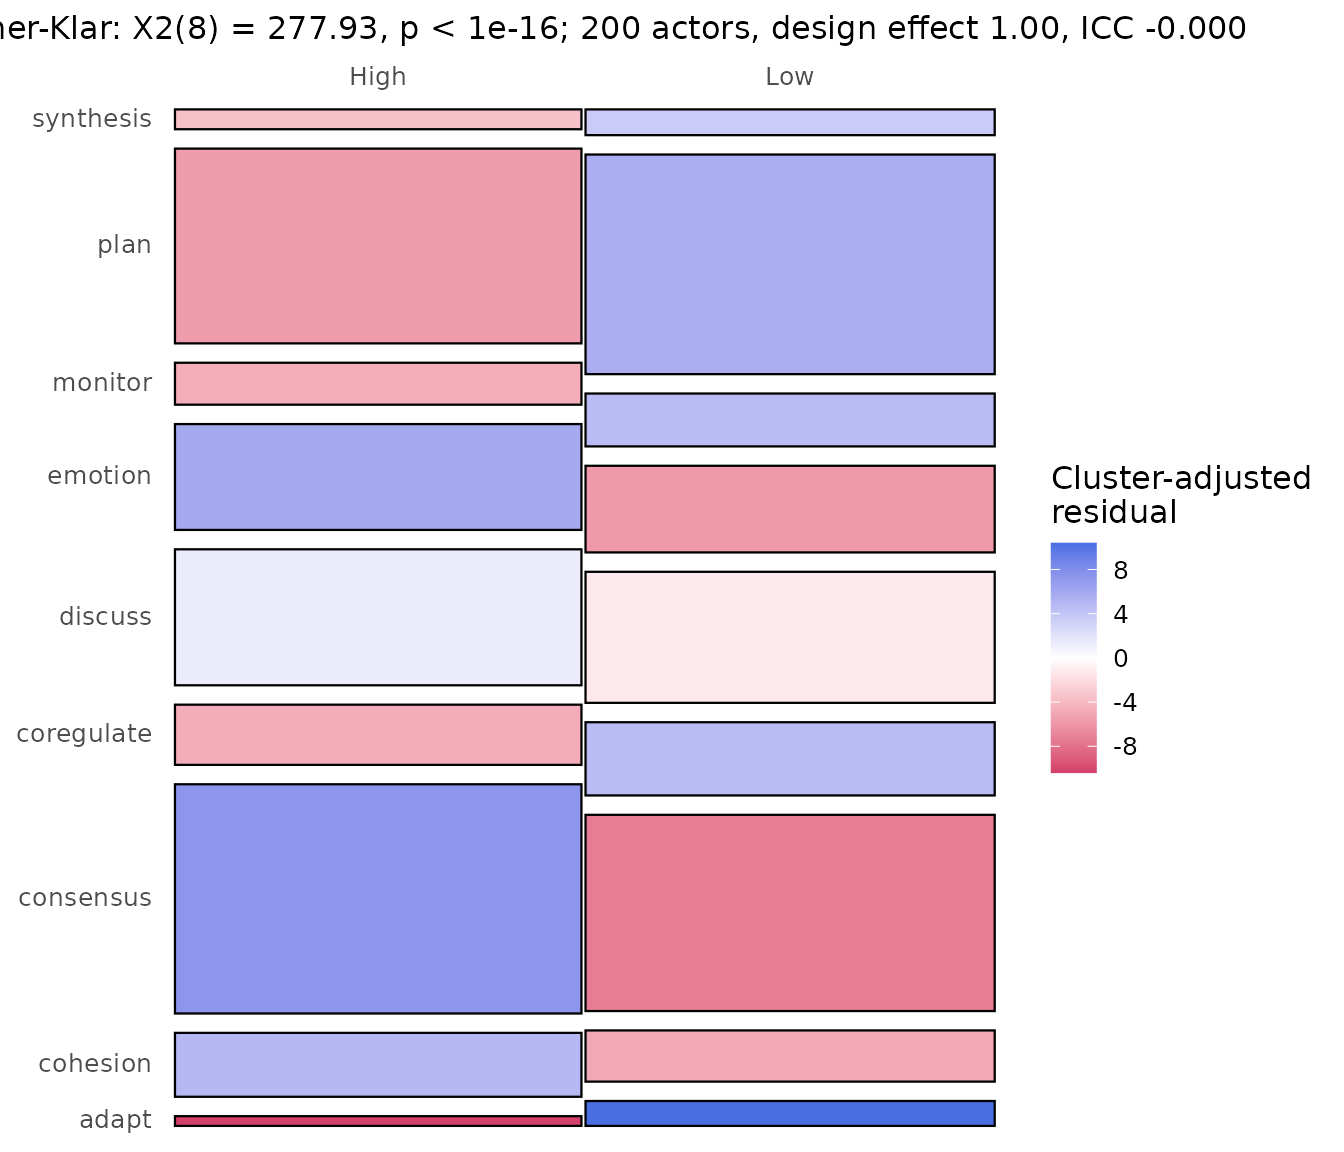 ner-Klar: X2(8) = 277.93, p < 1e-16; 200 actors, design effect 1.00, ICC -0.000
High Low
synthesis
plan
monitor
emotion
discuss
coregulate
consensus
cohesion
adapt
Cluster-adjusted
residual
8
4
0
-4
-8